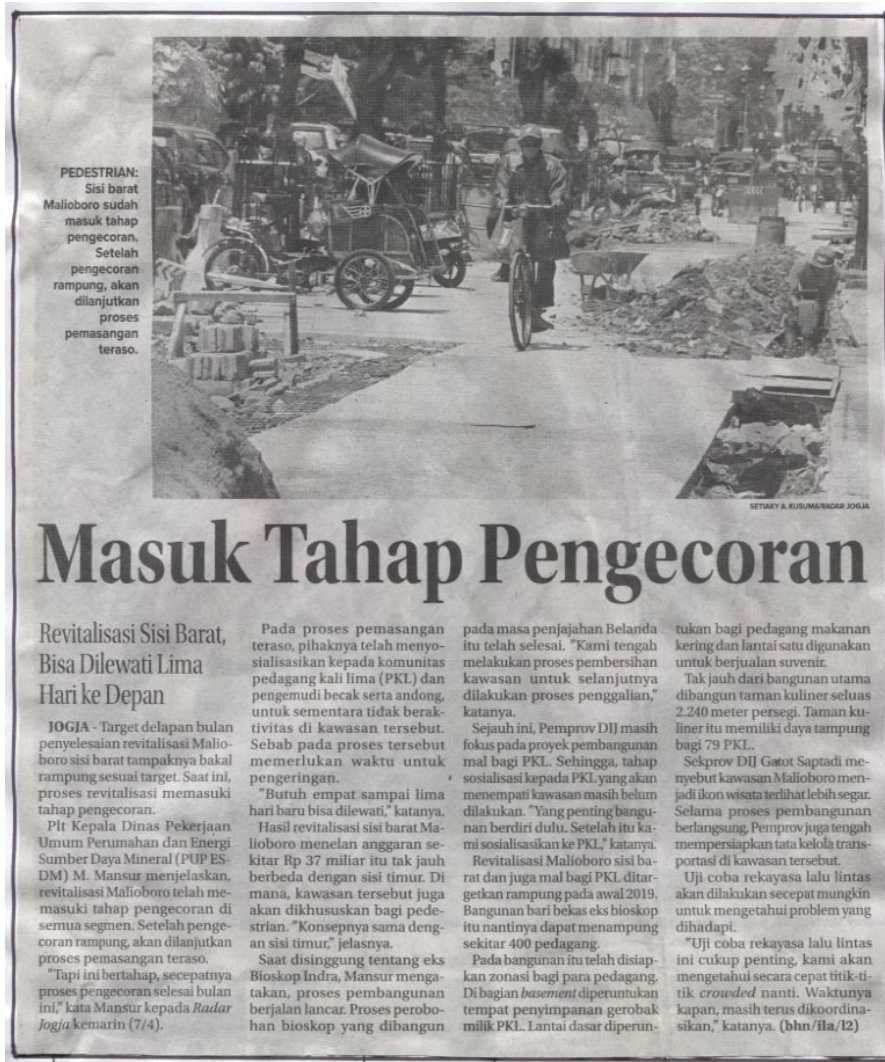 PEDESTRIAN:
Sisi barat
Malioboro sudah
masuk tahap
pengecoran.
Setelah
pengecoran
rampung, akan
dilanjutkan
proses
pemasangan
teraso.
SETIAKY A. KUSUMA/RADAR JOGJA
Masuk Tahap Pengecoran
Revitalisasi Sisi Barat,
Bisa Dilewati Lima
Hari ke Depan
JOGJA - Target delapan bulan
penyelesaian revitalisasi Malio-
boro sisi barat tampaknya bakal
rampung sesuai target. Saat ini,
proses revitalisasi memasuki
tahap pengecoran.
Plt Kepala Dinas Pekerjaan
Umum Perumahan dan Energi
Sumber Daya Mineral (PUP ES-
DM) M. Mansur menjelaskan,
revitalisasi Malioboro telah me-
masuki tahap pengecoran di
semua segmen. Setelah penge-
coran rampung, akan dilanjutkan
proses pemasangan teraso.
"Tapi ini bertahap, secepatnya
proses pengecoran selesai bulan
ini," kata Mansur kepada Radar
Jogja kemarin (7/4).
Pada proses pemasangan
teraso, pihaknya telah menyo-
sialisasikan kepada komunitas
pedagang kali lima (PKL) dan
pengemudi becak serta andong,
untuk sementara tidak berak-
tivitas di kawasan tersebut.
Sebab pada proses tersebut
memerlukan waktu untuk
pengeringan.
"Butuh empat sampai lima
hari baru bisa dilewati," katanya.
Hasil revitalisasi sisi barat Ma-
lioboro menelan anggaran se-
kitar Rp 37 miliar itu tak jauh
berbeda dengan sisi timur. Di
mana, kawasan tersebut juga
akan dikhususkan bagi pede-
strian. "Konsepnya sama deng-
an sisi timur," jelasnya.
Saat disinggung tentang eks
Bioskop Indra, Mansur menga-
takan, proses pembangunan
berjalan lancar. Proses perobo-
han bioskop yang dibangun
pada masa penjajahan Belanda
itu telah selesai. "Kami tengah
melakukan proses pembersihan
kawasan untuk selanjutnya
dilakukan proses penggalian,"
katanya.
Sejauh ini, Pemprov DIJ masih
fokus pada proyek pembangunan
mal bagi PKL. Sehingga, tahap
sosialisasi kepada PKL yang akan
menempati kawasan masih belum
dilakukan. "Yang penting bangu-
nan berdiri dulu. Setelah itu ka-
mi sosialisasikan ke PKL," katanya.
Revitalisasi Malioboro sisi ba-
rat dan juga mal bagi PKL ditar-
getkan rampung pada awal 2019.
Bangunan bari bekas eks bioskop
itu nantinya dapat menampung
sekitar 400 pedagang.
Pada bangunan itu telah disiap-
kan zonasi bagi para pedagang.
Di bagian basement diperuntukan
tempat penyimpanan gerobak
milik PKL. Lantai dasar diperun-
tukan bagi pedagang makanan
kering dan lantai satu digunakan
untuk berjualan suvenir.
Tak jauh dari bangunan utama
dibangun taman kuliner seluas
2.240 meter persegi. Taman ku-
liner itu memiliki daya tampung
bagi 79 PKL.
Sekprov DIJ Gatot Saptadi me-
nyebut kawasan Malioboro men-
jadi ikon wisata terlihat lebih segar.
Selama proses pembangunan
berlangsung, Pemprov juga tengah
mempersiapkan tata kelola trans-
portasi di kawasan tersebut.
Uji coba rekayasa lalu lintas
akan dilakukan secepat mungkin
untuk mengetahui problem yang
dihadapi.
"Uji coba rekayasa lalu lintas
ini cukup penting, kami akan
mengetahui secara cepat titik-ti-
tik crowded nanti. Waktunya
kapan, masih terus dikoordina-
sikan," katanya. (bhn/ila/l2)